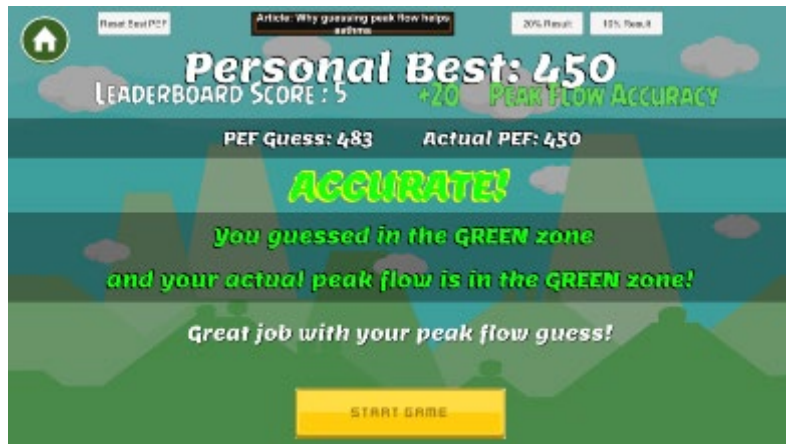 Reset Best PEF
Article: Why guessing peak flow helps
asthma
20% Result
10% Result
Personal Best: 450
LEADERBOARD SCORE : 5
+20 PEAK FLOW ACCURACY
PEF Guess: 483
Actual PEF: 450
ACCURATE!
You guessed in the GREEN zone
and your actual peak flow is in the GREEN zone!
Great job with your peak flow guess!
START GAME